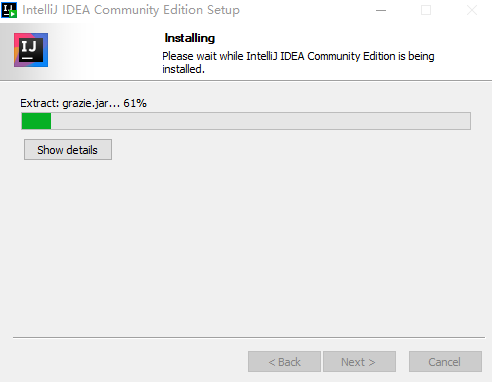 IntelliJ IDEA Community Edition Setup
IJ
Installing
Please wait while IntelliJ IDEA Community Edition is being
installed.
Extract: grazie.jar... 61%
Show details
< Back
Next >
Cancel